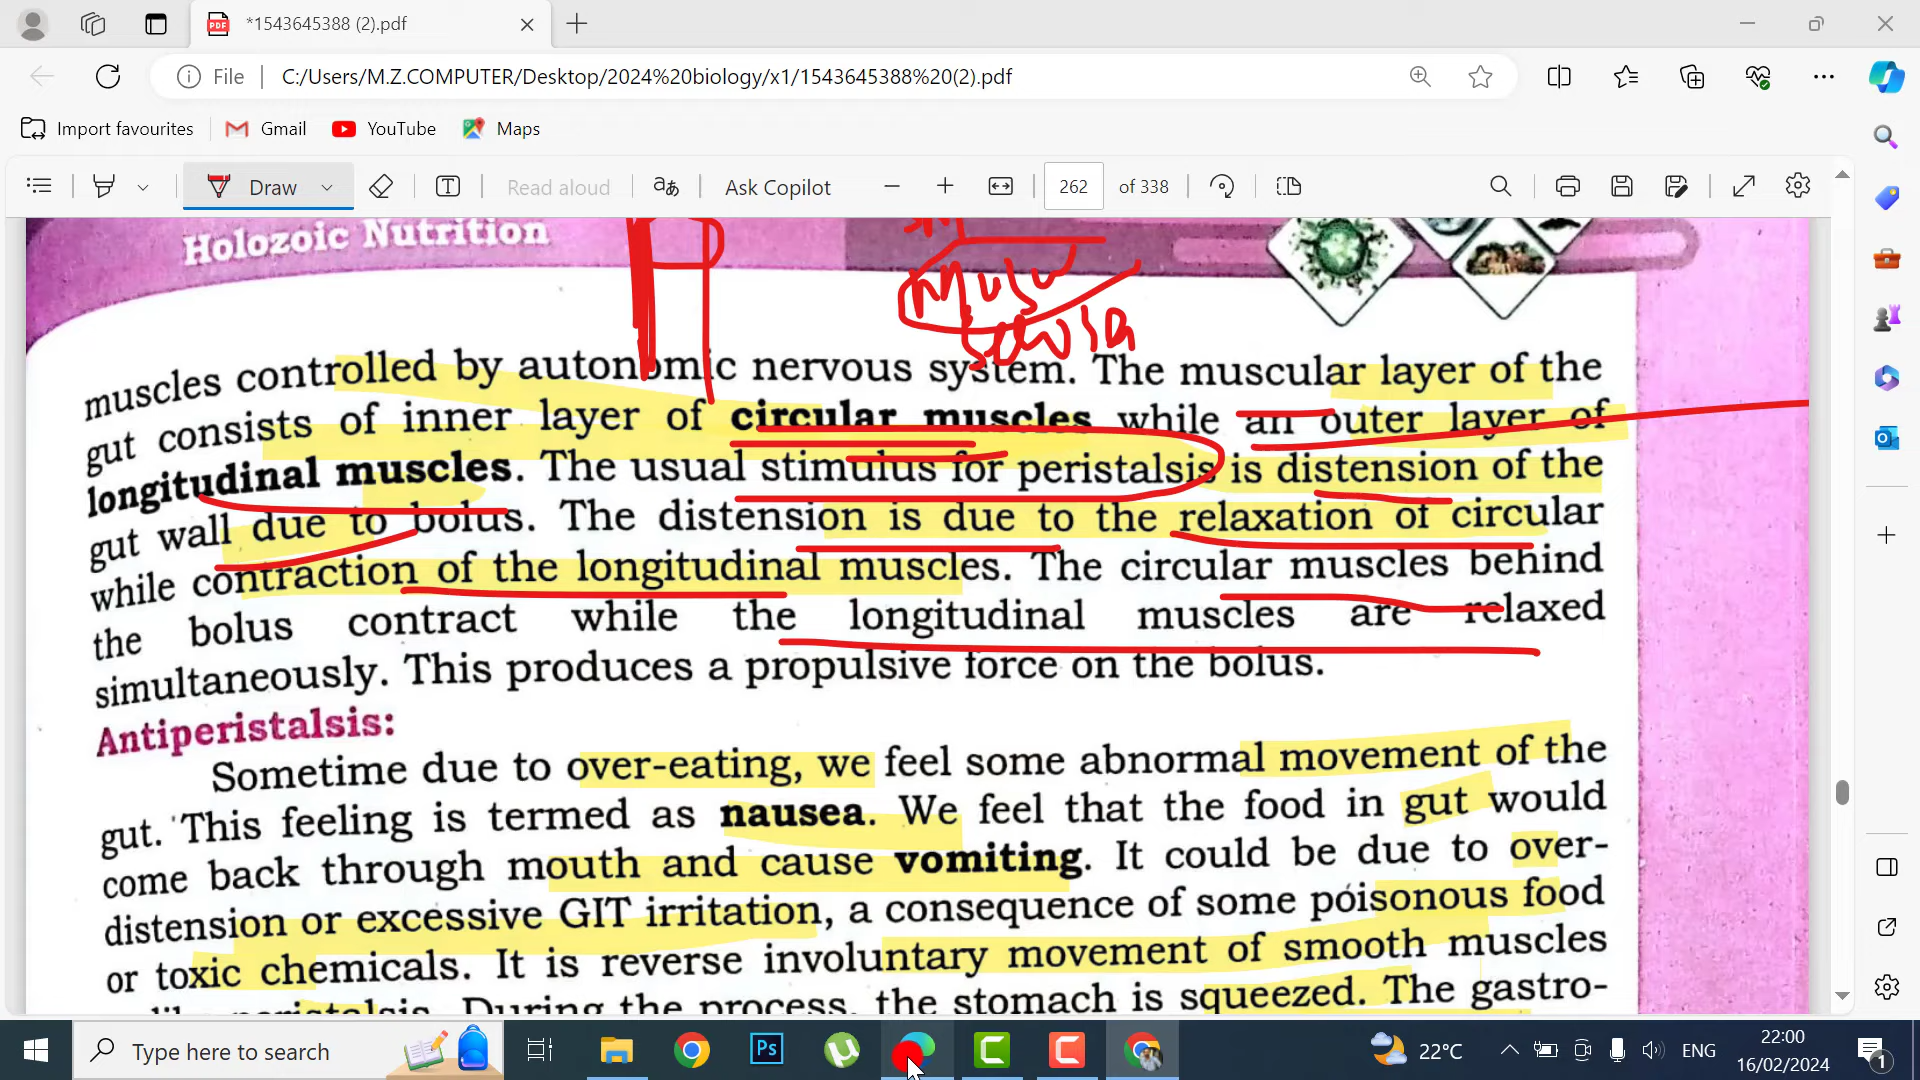 *1543645388 (2).pdf
File
C:/Users/M.Z.COMPUTER/Desktop/2024%20biology/x1/1543645388%20(2).pdf
Import favourites
Gmail
YouTube
Maps
Draw
Read aloud
aあ
Ask Copilot
262
of 338
Holozoic Nutrition
muscles controlled by autonomic nervous system. The muscular layer of the
gut consists of inner layer of circular muscles while an outer layer of
longitudinal muscles. The usual stimulus for peristalsis is distension of the
gut wall due to bolus. The distension is due to the relaxation of circular
while contraction of the longitudinal muscles. The circular muscles behind
the bolus contract while the longitudinal muscles are relaxed
simultaneously. This produces a propulsive force on the bolus.
Antiperistalsis:
Sometime due to over-eating, we feel some abnormal movement of the
gut. This feeling is termed as nausea. We feel that the food in gut would
come back through mouth and cause vomiting. It could be due to over-
distension or excessive GIT irritation, a consequence of some poisonous food
or toxic chemicals. It is reverse involuntary movement of smooth muscles
peristalsis. During the process, the stomach is squeezed. The gastro-
Type here to search
Ps
22°C
ENG
22:00
16/02/2024
1